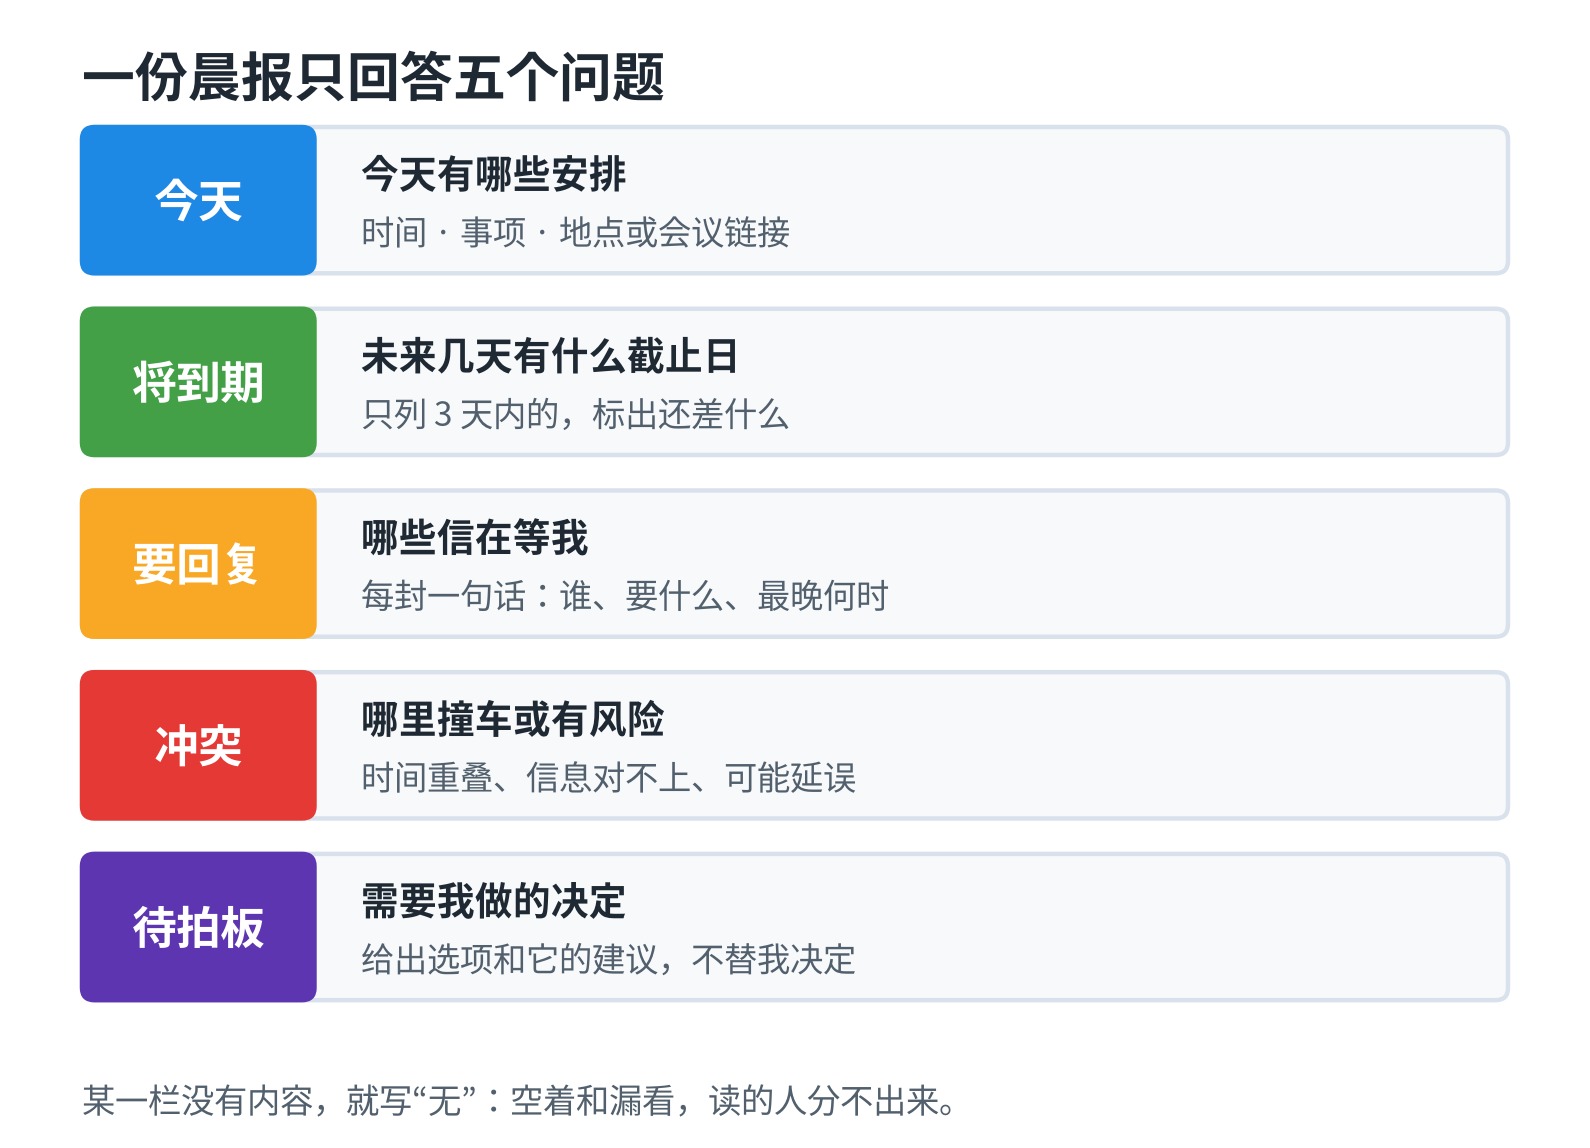 一份晨报只回答五个问题
今天
今天有哪些安排
时间 · 事项 · 地点或会议链接
将到期
未来几天有什么截止日
只列 3 天内的，标出还差什么
要回复
哪些信在等我
每封一句话：谁、要什么、最晚何时
冲突
哪里撞车或有风险
时间重叠、信息对不上、可能延误
待拍板
需要我做的决定
给出选项和它的建议，不替我决定
某一栏没有内容，就写“无”：空着和漏看，读的人分不出来。